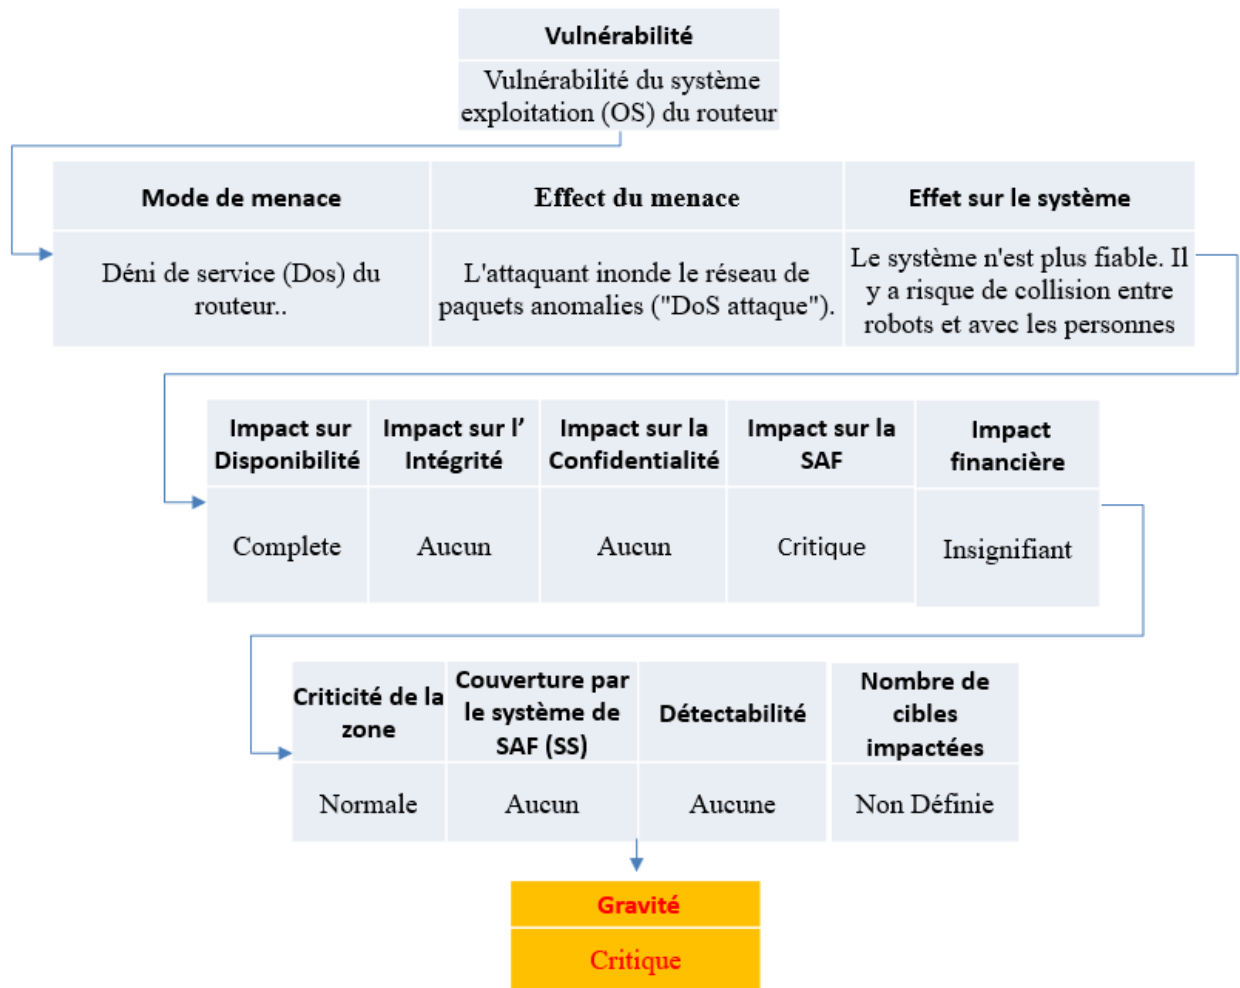 Vulnérabilité
Vulnérabilité du système
exploitation (OS) du routeur
Mode de menace
Effect du menace
Effet sur le système
Déni de service (Dos) du
routeur..
L'attaquant inonde le réseau de
paquets anomalies ("DoS attaque").
Le système n'est plus fiable. Il
y a risque de collision entre
robots et avec les personnes
Impact sur
Disponibilité
Impact sur l’
Intégrité
Impact sur la
Confidentialité
Impact sur la
SAF
Impact
financière
Complete
Aucun
Aucun
Critique
Insignifiant
Criticité de la
zone
Couverture par
le système de
SAF (SS)
Détectabilité
Nombre de
cibles
impactées
Normale
Aucun
Aucune
Non Définie
Gravité
Critique